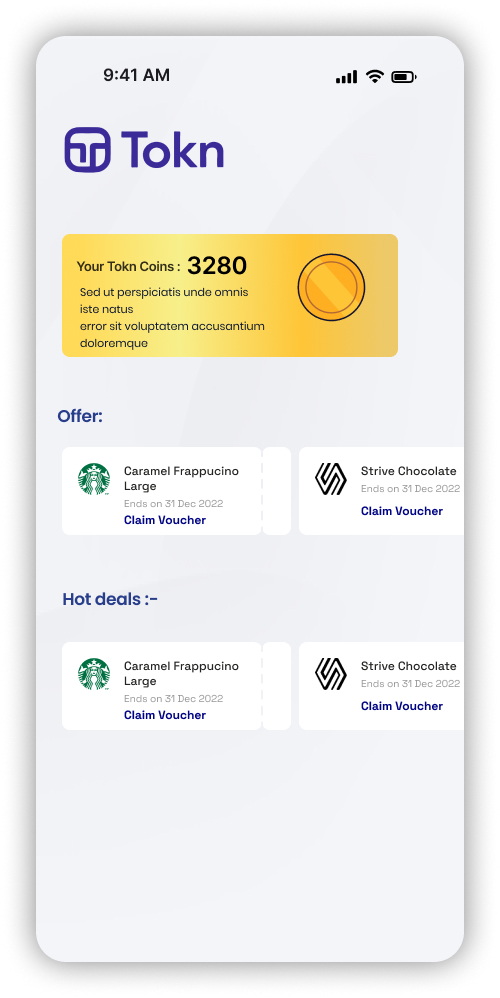 9:41 AM
Tokn
Your Tokn Coins : 3280
Sed ut perspiciatis unde omnis
iste natus
error sit voluptatem accusantium
doloremque
Offer:
Caramel Frappucino
Large
Ends on 31 Dec 2022
Claim Voucher
Strive Chocolate
Ends on 31 Dec 2022
Claim Voucher
Hot deals :-
Caramel Frappucino
Large
Ends on 31 Dec 2022
Claim Voucher
Strive Chocolate
Ends on 31 Dec 2022
Claim Voucher